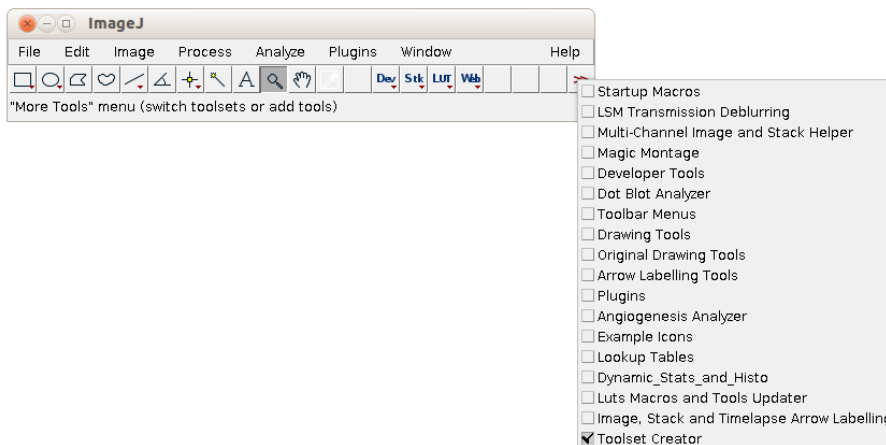 ImageJ
File Edit Image Process Analyze Plugins Window Help
A Dev Stk LUT Web
"More Tools" menu (switch toolsets or add tools)
Startup Macros
LSM Transmission Deblurring
Multi-Channel Image and Stack Helper
Magic Montage
Developer Tools
Dot Blot Analyzer
Toolbar Menus
Drawing Tools
Original Drawing Tools
Arrow Labelling Tools
Plugins
Angiogenesis Analyzer
Example Icons
Lookup Tables
Dynamic_Stats_and_Histo
Luts Macros and Tools Updater
Image, Stack and Timelapse Arrow Labelling
Toolset Creator